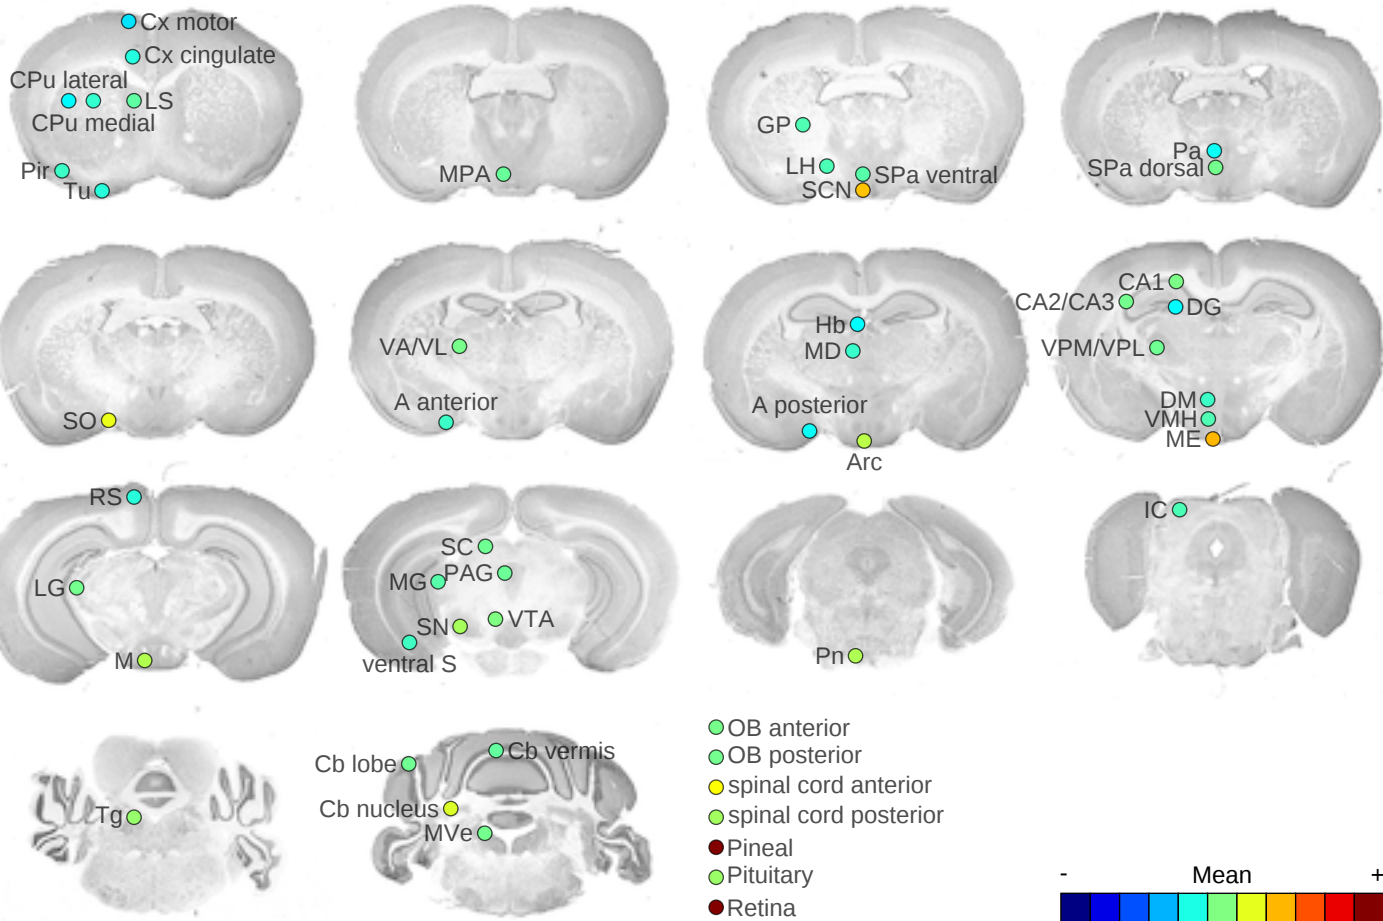 Cx motor
Cx cingulate
CPu lateral
LS
CPu medial
Pir
Tu
MPA
GP
LH
SPa ventral
SCN
Pa
SPa dorsal
SO
VA/VL
A anterior
Hb
MD
A posterior
Arc
CA1
CA2/CA3
DG
VPM/VPL
DM
VMH
ME
RS
LG
M
SC
MG
PAG
SN
VTA
ventral S
Pn
IC
Tg
Cb vermis
Cb lobe
Cb nucleus
MVe
OB anterior
OB posterior
spinal cord anterior
spinal cord posterior
Pineal
Pituitary
Retina
- Mean +